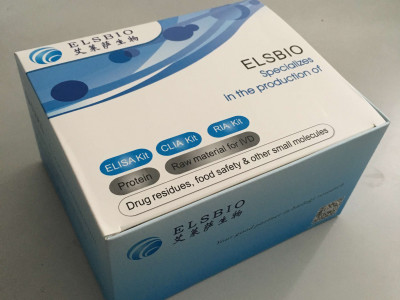 ELSBIO
艾莱萨生物
ELSBIO
Specializes
in the production of
ELISA Kit
CLIA Kit
RIA Kit
Protein
Raw material for IVD
Drug residues, food safety & other small molecules
ELSBIO
艾莱萨生物